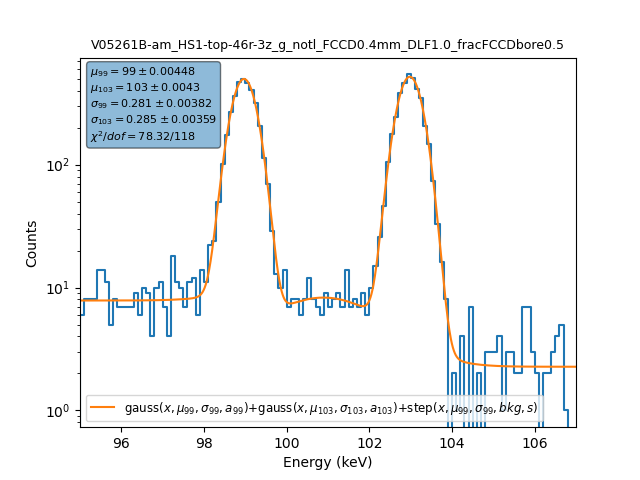 V05261B-am_HS1-top-46r-3z_g_notl_FCCD0.4mm_DLF1.0_fracFCCDbore0.5
μ₉₉ = 99 ± 0.00448
μ₁₀₃ = 103 ± 0.0043
σ₉₉ = 0.281 ± 0.00382
σ₁₀₃ = 0.285 ± 0.00359
χ²/dof = 78.32/118
10²
10¹
10⁰
Counts
gauss(x, μ₉₉, σ₉₉, a₉₉)+gauss(x, μ₁₀₃, σ₁₀₃, a₁₀₃)+step(x, μ₉₉, σ₉₉, bkg, s)
96 98 100 102 104 106
Energy (keV)